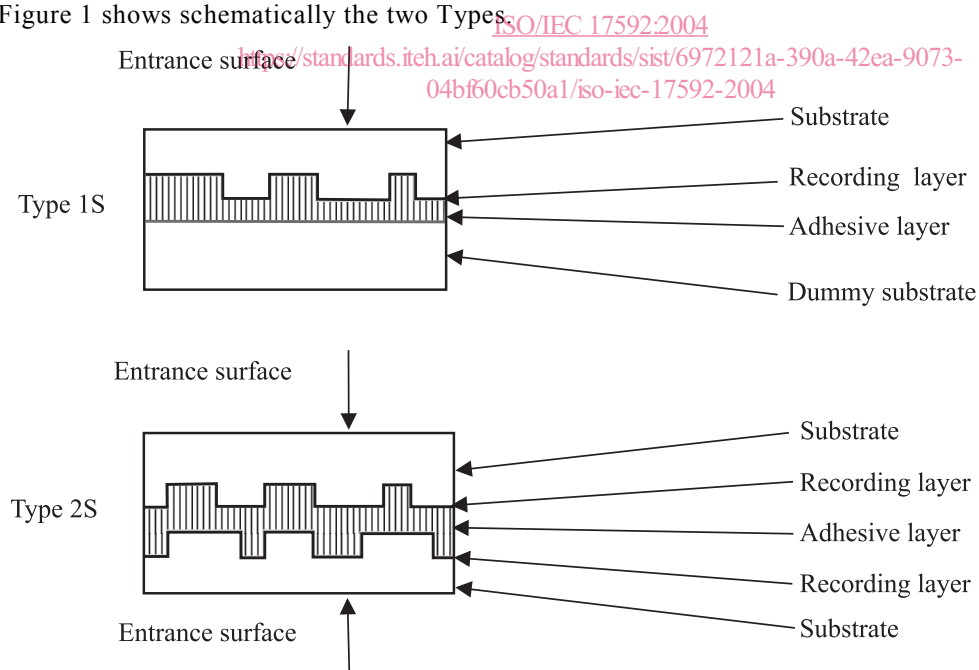 Figure 1 shows schematically the two Types.
ISO/IEC 17592:2004
https://standards.iteh.ai/catalog/standards/sist/6972121a-390a-42ea-9073-
04bf60cb50a1/iso-iec-17592-2004
Entrance surface
Substrate
Type 1S
Recording layer
Adhesive layer
Dummy substrate
Entrance surface
Substrate
Recording layer
Type 2S
Adhesive layer
Recording layer
Substrate
Entrance surface